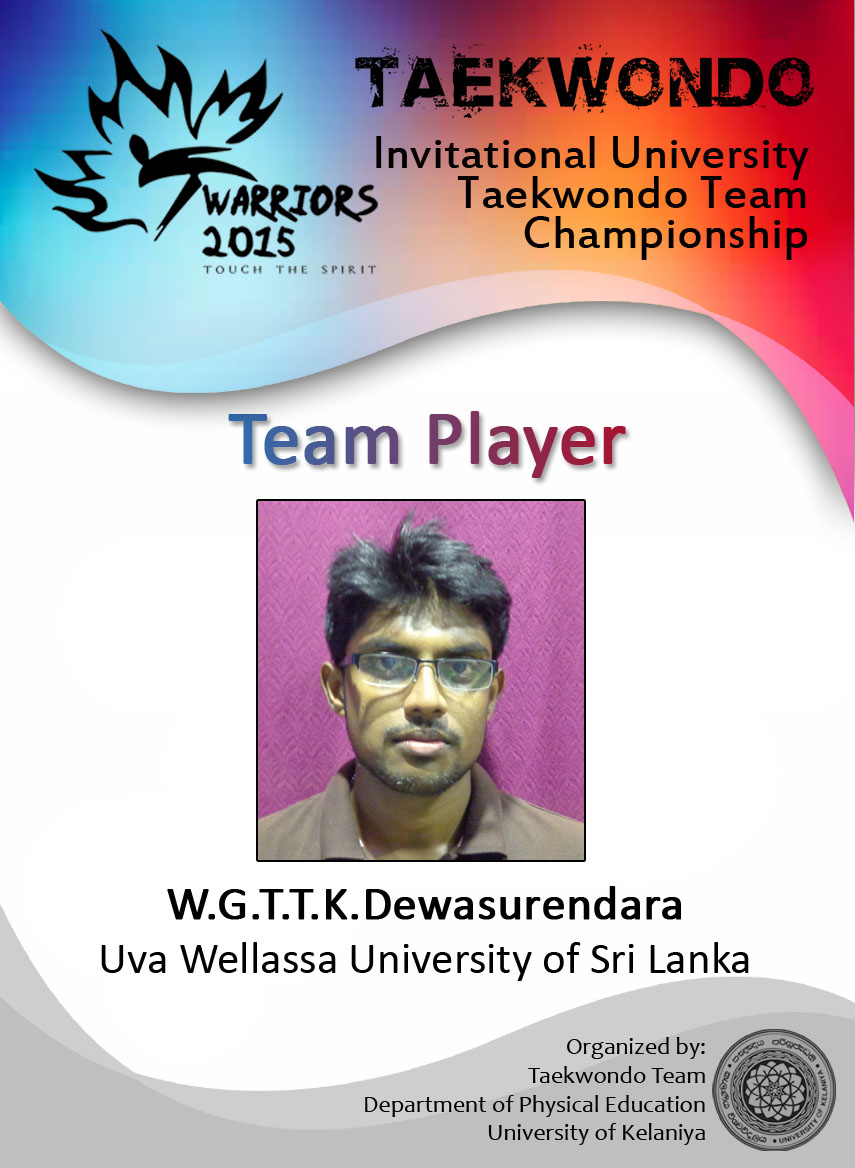 TAEKWONDO
Invitational University
Taekwondo Team
Championship
WARRIORS
2015
TOUCH THE SPIRIT
Team Player
W.G.T.T.K.Dewasurendara
Uva Wellassa University of Sri Lanka
Organized by:
Taekwondo Team
Department of Physical Education
University of Kelaniya
UNIVERSITY OF KELANIYA